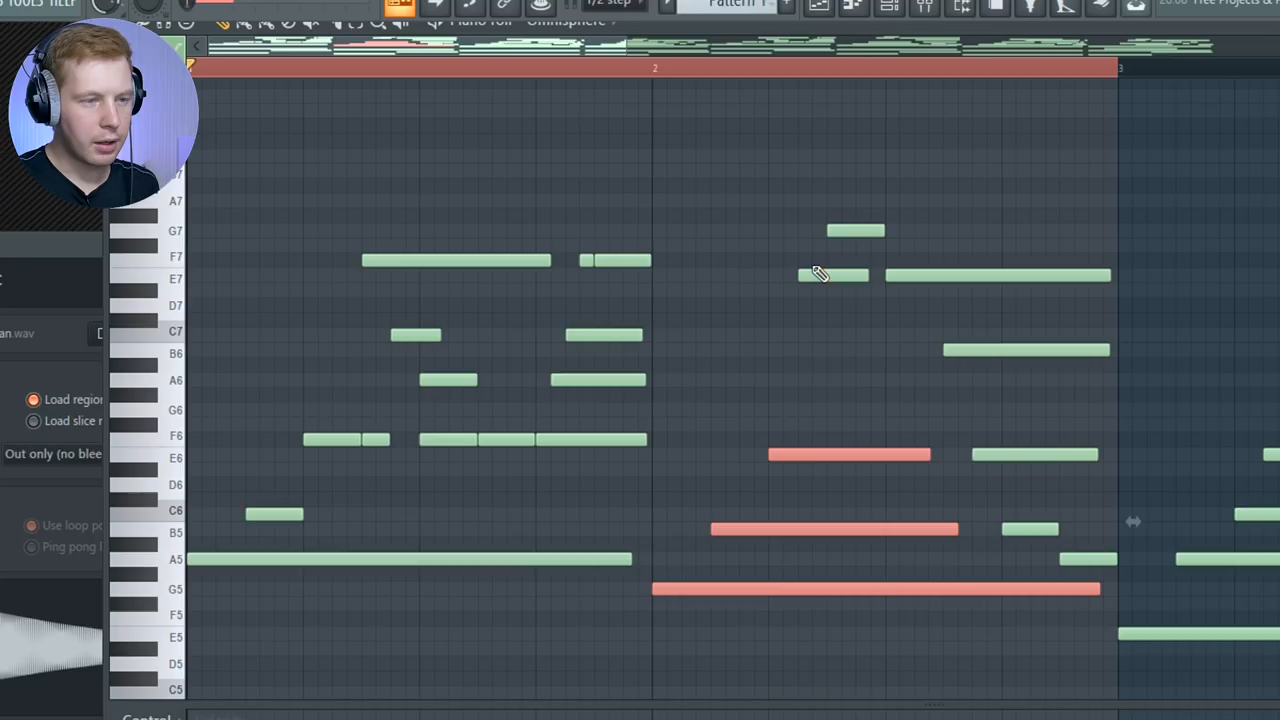 1/2 step
Pattern 1
Piano roll - Omnisphere
2
3
A7
G7
F7
E7
D7
C7
an.wav
B6
A6
Load region
G6
Load slice r
F6
Out only (no blee
E6
D6
C6
Use loop po
B5
Ping pong l
A5
G5
F5
E5
D5
C5
Control